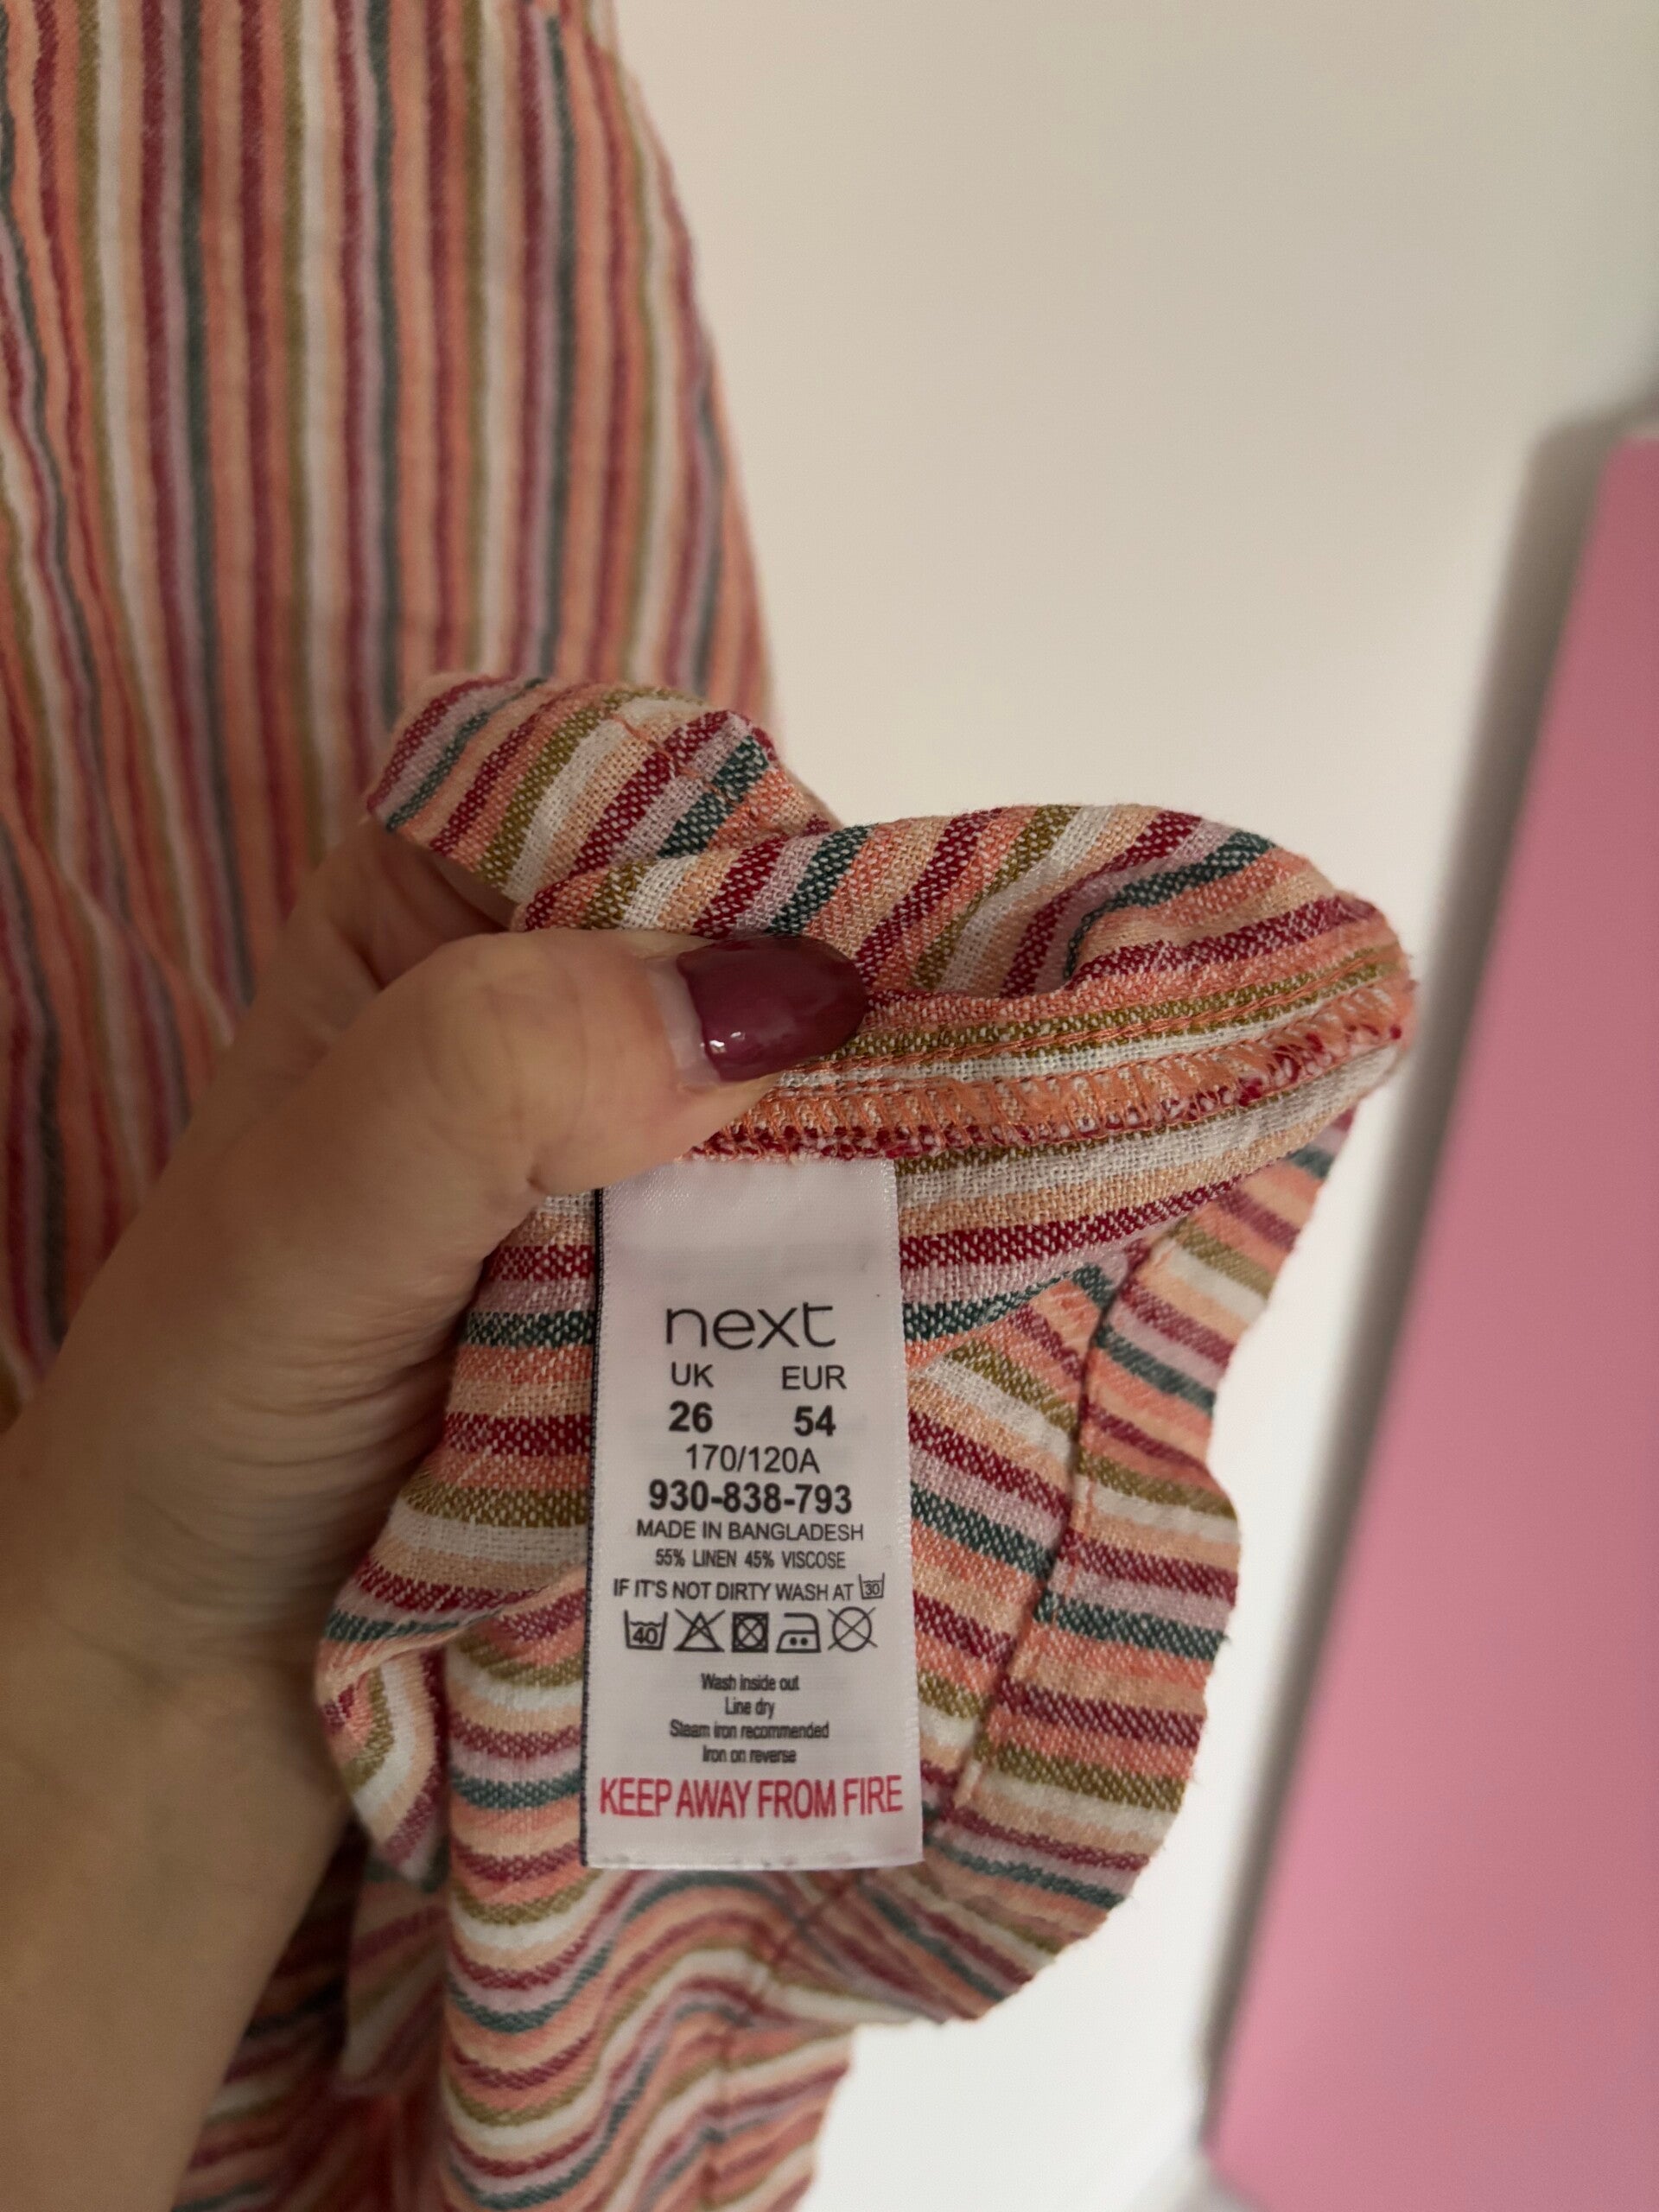 next
UK EUR
26 54
170/120A
930-838-793
MADE IN BANGLADESH
55% LINEN 45% VISCOSE
IF IT'S NOT DIRTY WASH AT 30
40
Wash inside out
Line dry
Steam iron recommended
Iron on reverse
KEEP AWAY FROM FIRE